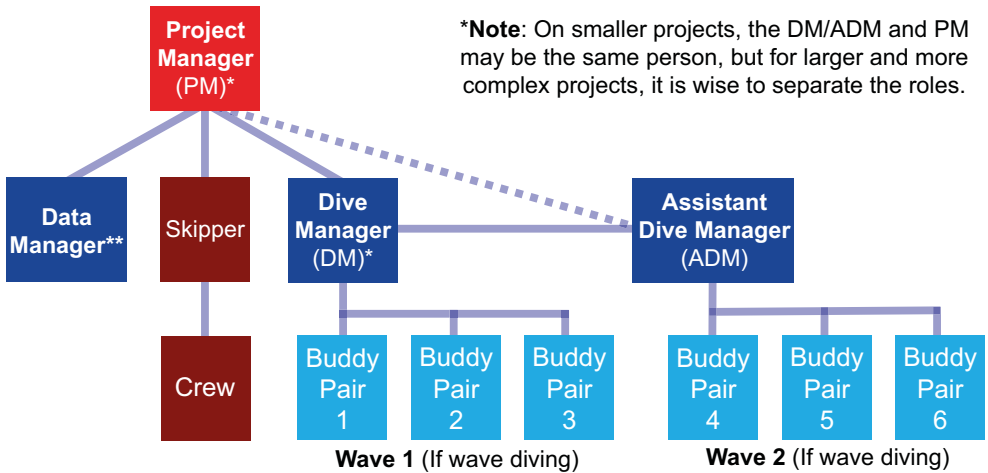 Project
Manager
(PM)*
*Note: On smaller projects, the DM/ADM and PM
may be the same person, but for larger and more
complex projects, it is wise to separate the roles.
Data
Manager**
Skipper
Dive
Manager
(DM)*
Assistant
Dive Manager
(ADM)
Crew
Buddy
Pair
1
Buddy
Pair
2
Buddy
Pair
3
Buddy
Pair
4
Buddy
Pair
5
Buddy
Pair
6
Wave 1 (If wave diving)
Wave 2 (If wave diving)